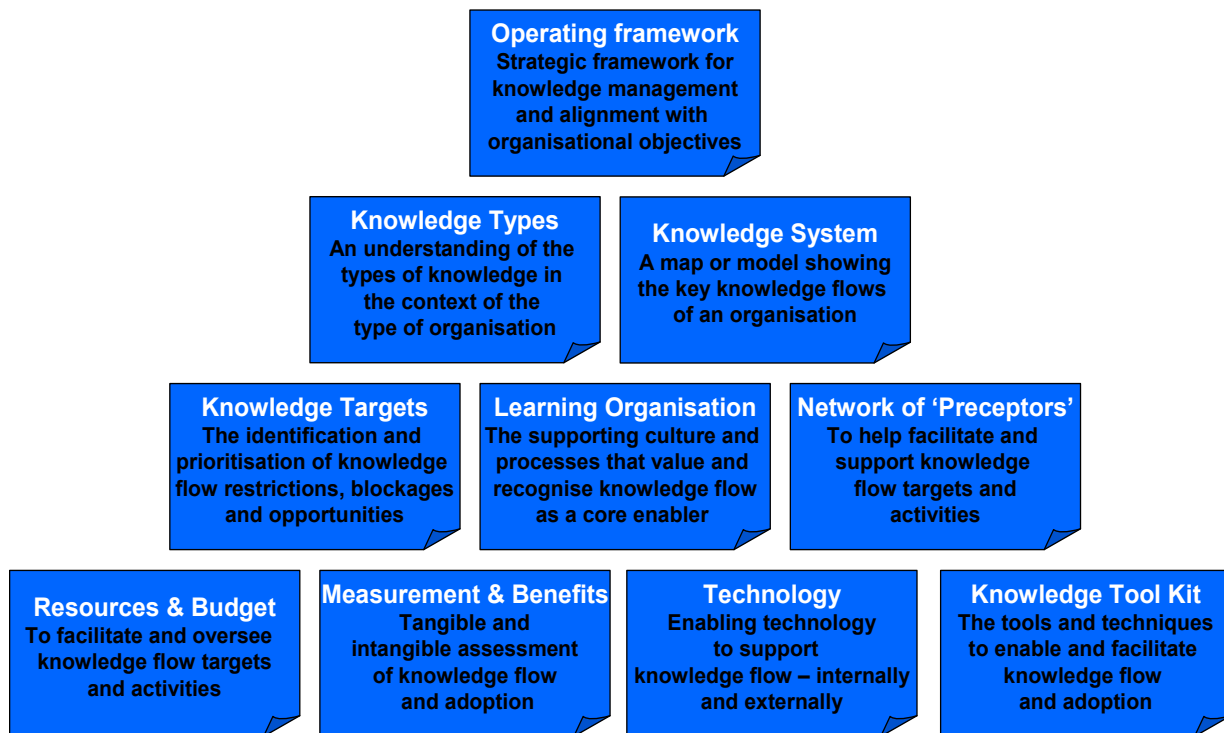 Operating framework
Strategic framework for
knowledge management
and alignment with
organisational objectives
Knowledge Types
An understanding of the
types of knowledge in
the context of the
type of organisation
Knowledge System
A map or model showing
the key knowledge flows
of an organisation
Knowledge Targets
The identification and
prioritisation of knowledge
flow restrictions, blockages
and opportunities
Learning Organisation
The supporting culture and
processes that value and
recognise knowledge flow
as a core enabler
Network of ‘Preceptors’
To help facilitate and
support knowledge
flow targets and
activities
Resources & Budget
To facilitate and oversee
knowledge flow targets
and activities
Measurement & Benefits
Tangible and
intangible assessment
of knowledge flow
and adoption
Technology
Enabling technology
to support
knowledge flow – internally
and externally
Knowledge Tool Kit
The tools and techniques
to enable and facilitate
knowledge flow
and adoption